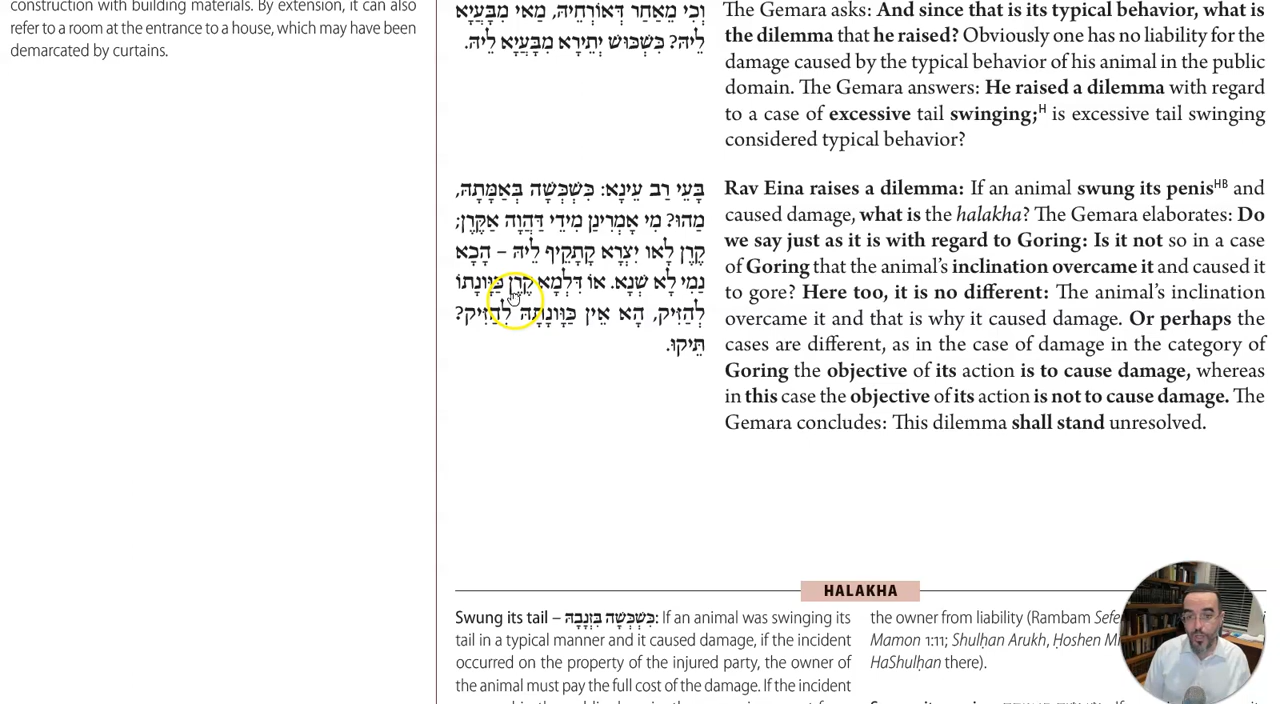 construction with building materials. By extension, it can also
refer to a room at the entrance to a house, which may have been
demarcated by curtains.
וְכִי מֵאַחַר דְּאוֹרְחֵיהּ, מַאי מִבָּעֲיָא
לֵיהּ? כִּשְׁכּוּשׁ יְתֵירָא מִבָּעֲיָא לֵיהּ.
The Gemara asks: And since that is its typical behavior, what is
the dilemma that he raised? Obviously one has no liability for the
damage caused by the typical behavior of his animal in the public
domain. The Gemara answers: He raised a dilemma with regard
to a case of excessive tail swinging;H is excessive tail swinging
considered typical behavior?
בָּעֵי רַב עֵינָא: כִּשְׁכְּשָׁה בְּאַמָּתָהּ,
מַהוּ? מִי אָמְרִינַן מִידֵי דַּהֲוָה אַקֶּרֶן;
קֶרֶן לָאו יִצְרָא קָתָקֵיף לֵיהּ – הָכָא
נַמֵי לָא שְׁנָא. אוֹ דִּלְמָא קֶרֶן כַּוָּונָתוֹ
לְהַזִּיק, הָא אֵין כַּוָּונָתָהּ לְהַזִּיק?
תֵּיקוּ.
Rav Eina raises a dilemma: If an animal swung its penisHB and
caused damage, what is the halakha? The Gemara elaborates: Do
we say just as it is with regard to Goring: Is it not so in a case
of Goring that the animal’s inclination overcame it and caused it
to gore? Here too, it is no different: The animal’s inclination
overcame it and that is why it caused damage. Or perhaps the
cases are different, as in the case of damage in the category of
Goring the objective of its action is to cause damage, whereas
in this case the objective of its action is not to cause damage. The
Gemara concludes: This dilemma shall stand unresolved.
HALAKHA
Swung its tail – כִּשְׁכְּשָׁה בִּזְנָבָהּ: If an animal was swinging its
tail in a typical manner and it caused damage, if the incident
occurred on the property of the injured party, the owner of
the animal must pay the full cost of the damage. If the incident
the owner from liability (Rambam Sefe
Mamon 1:11; Shulḥan Arukh, Ḥoshen Mi
HaShulḥan there).